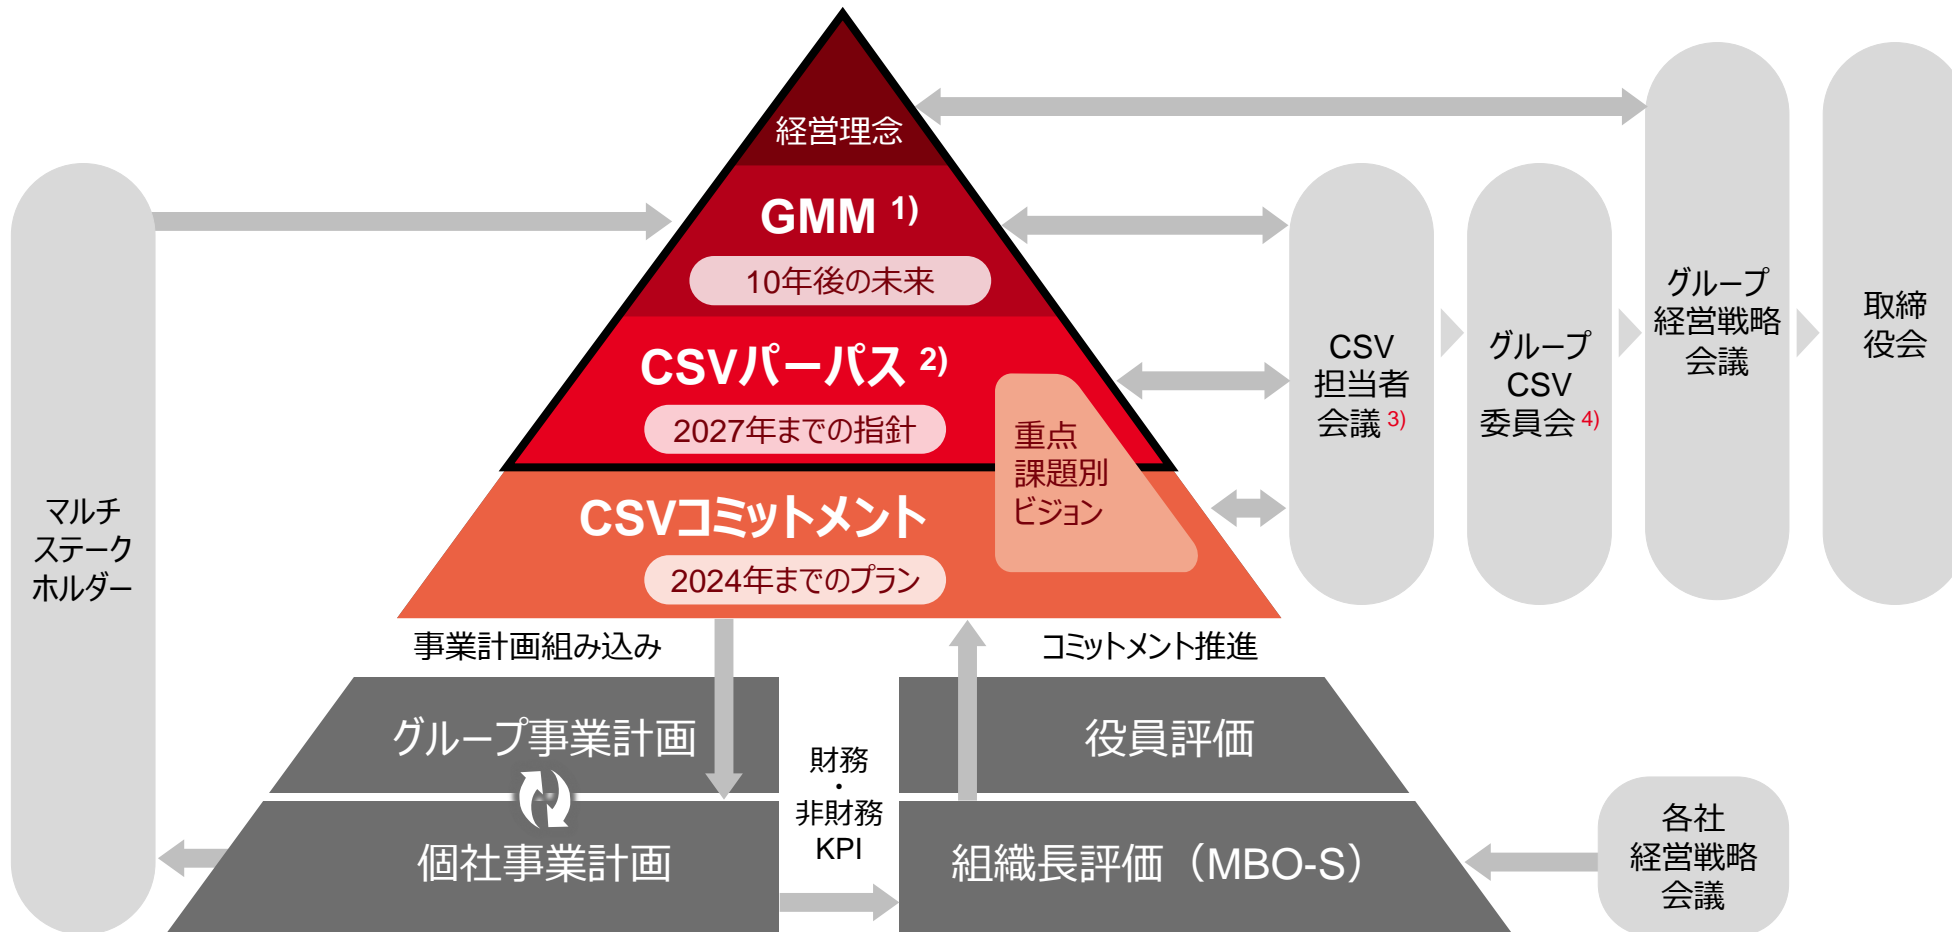 経営理念
GMM 1)
10年後の未来
CSVパーパス 2)
2027年までの指針
CSVコミットメント
2024年までのプラン
重点
課題別
ビジョン
マルチ
ステーク
ホルダー
CSV
担当者
会議 3)
グループ
CSV
委員会 4)
グループ
経営戦略
会議
取締
役会
事業計画組み込み
コミットメント推進
グループ事業計画
個社事業計画
財務
・
非財務
KPI
役員評価
組織長評価（MBO-S）
各社
経営戦略
会議